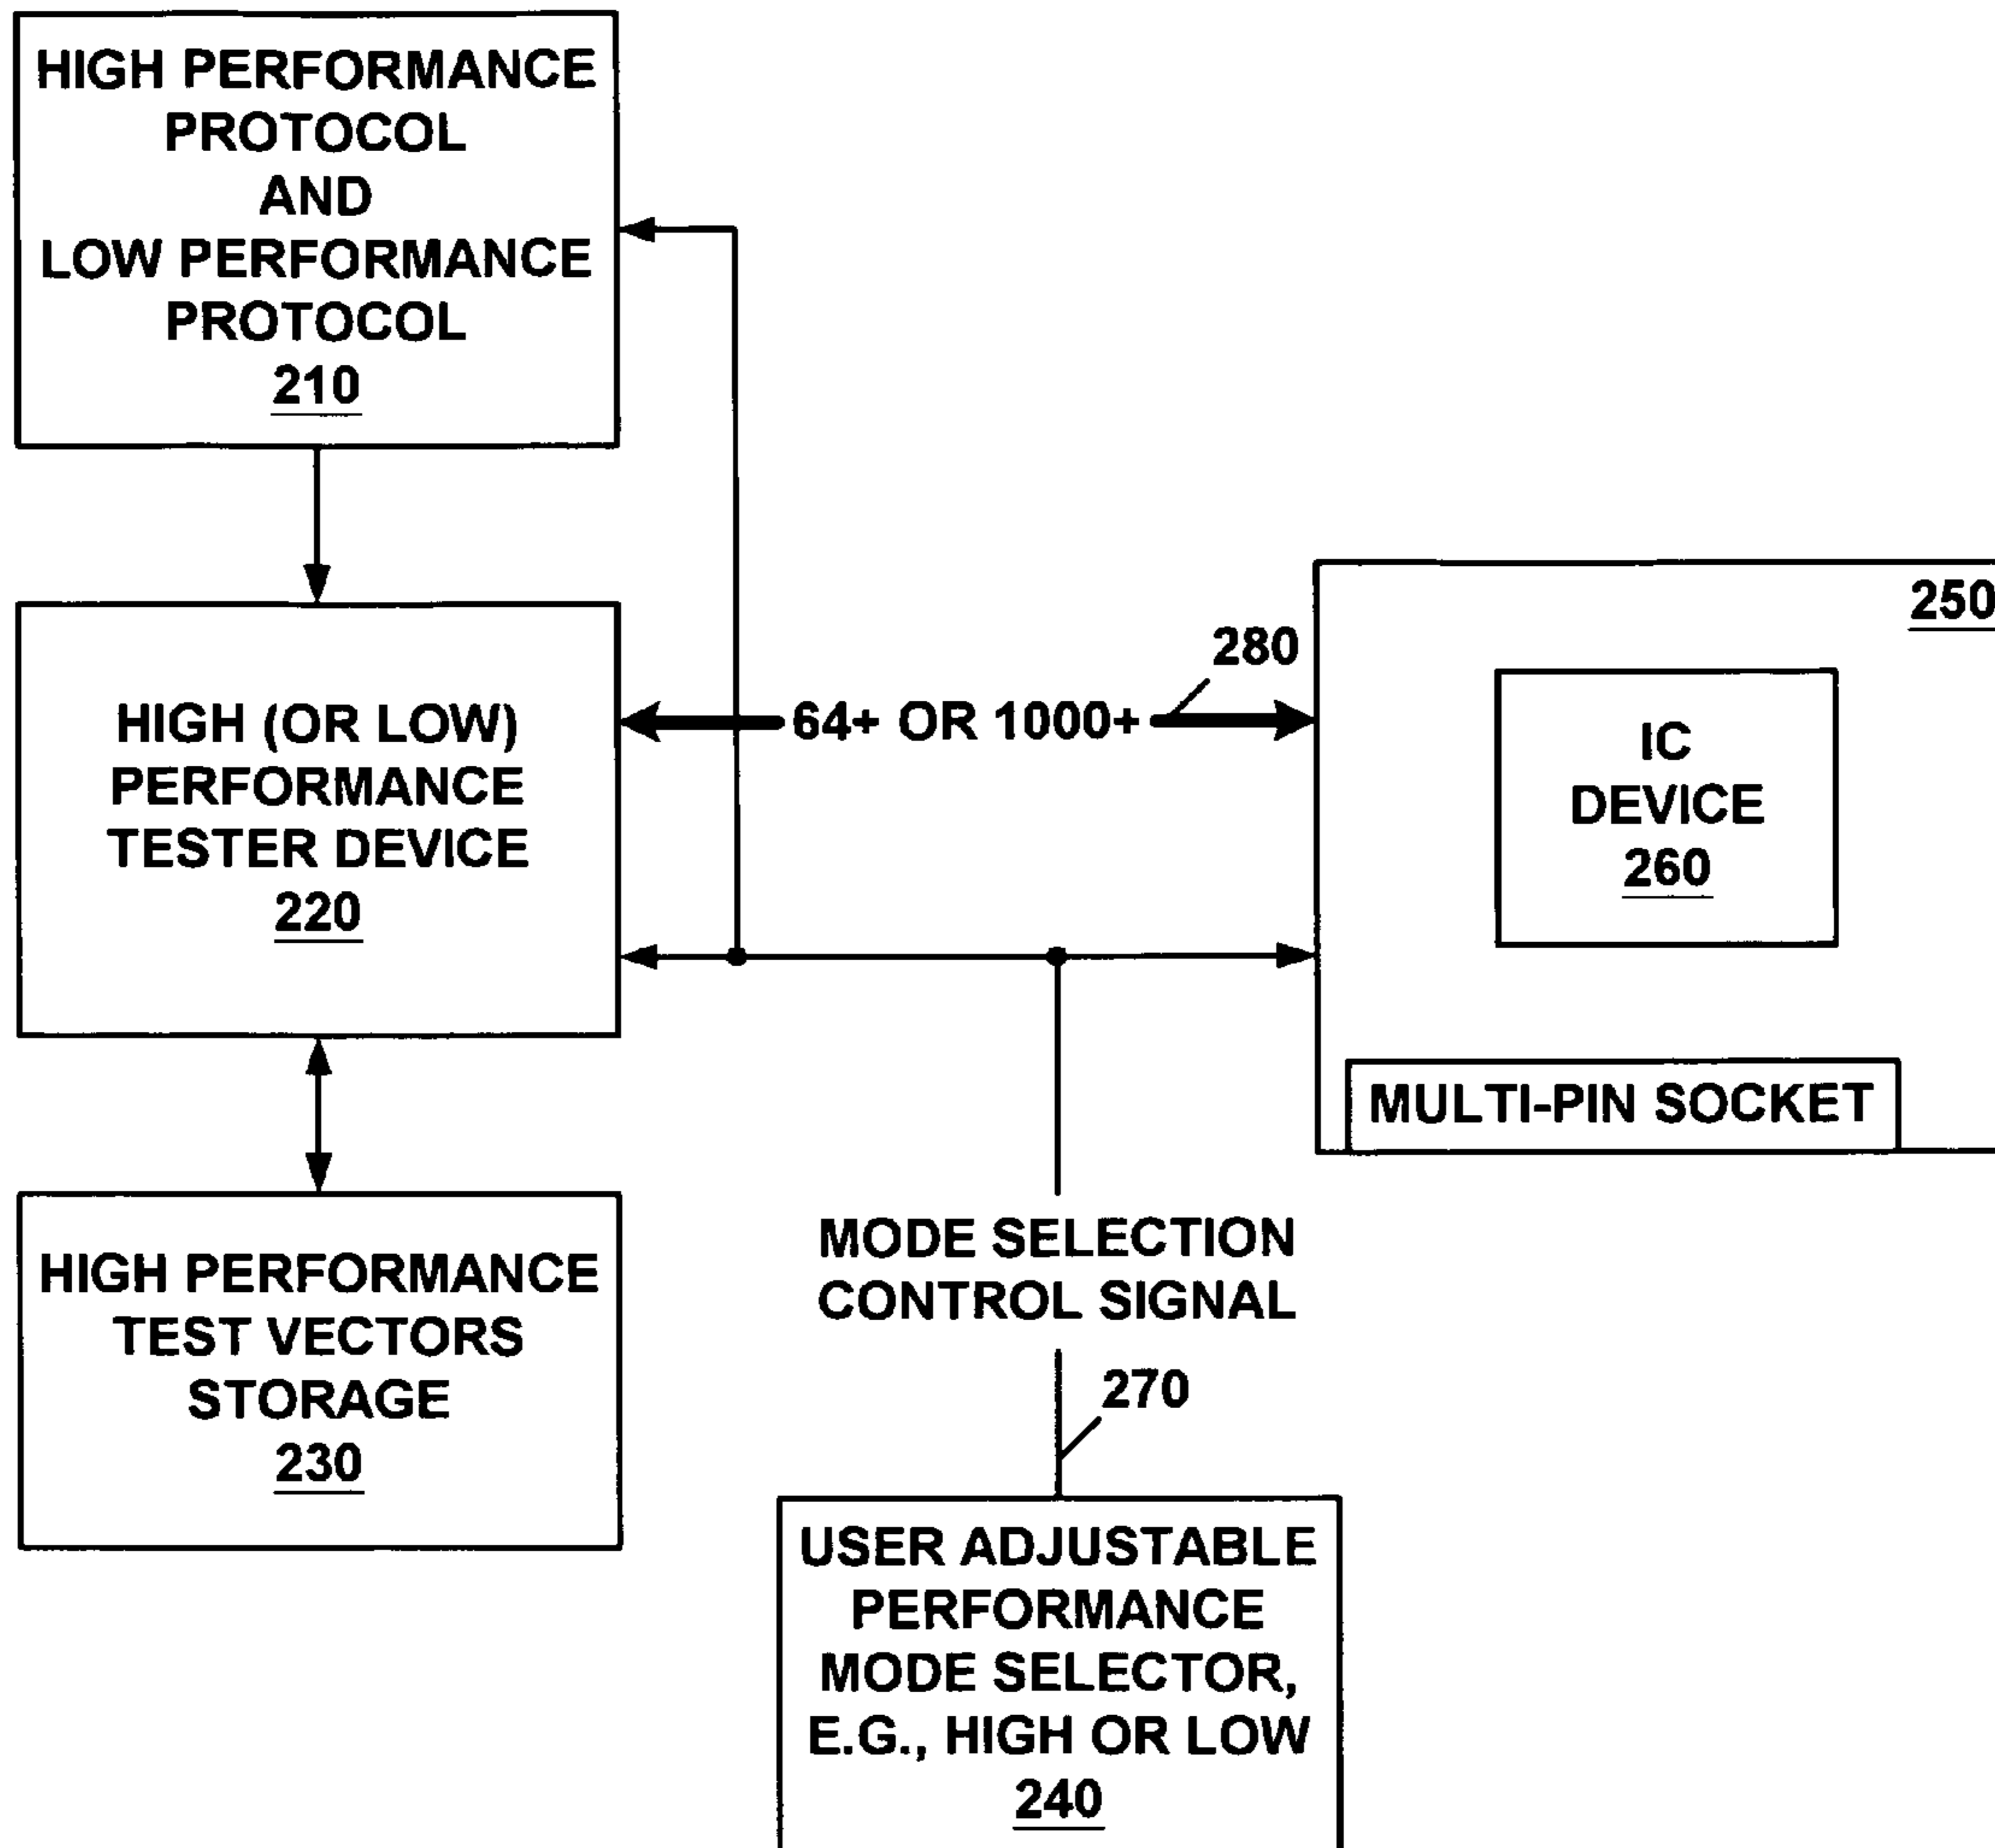 HIGH PERFORMANCE
PROTOCOL
AND
LOW PERFORMANCE
PROTOCOL
210
HIGH (OR LOW)
PERFORMANCE
TESTER DEVICE
220
64+ OR 1000+
280
250
IC
DEVICE
260
MULTI-PIN SOCKET
HIGH PERFORMANCE
TEST VECTORS
STORAGE
230
MODE SELECTION
CONTROL SIGNAL
270
USER ADJUSTABLE
PERFORMANCE
MODE SELECTOR,
E.G., HIGH OR LOW
240